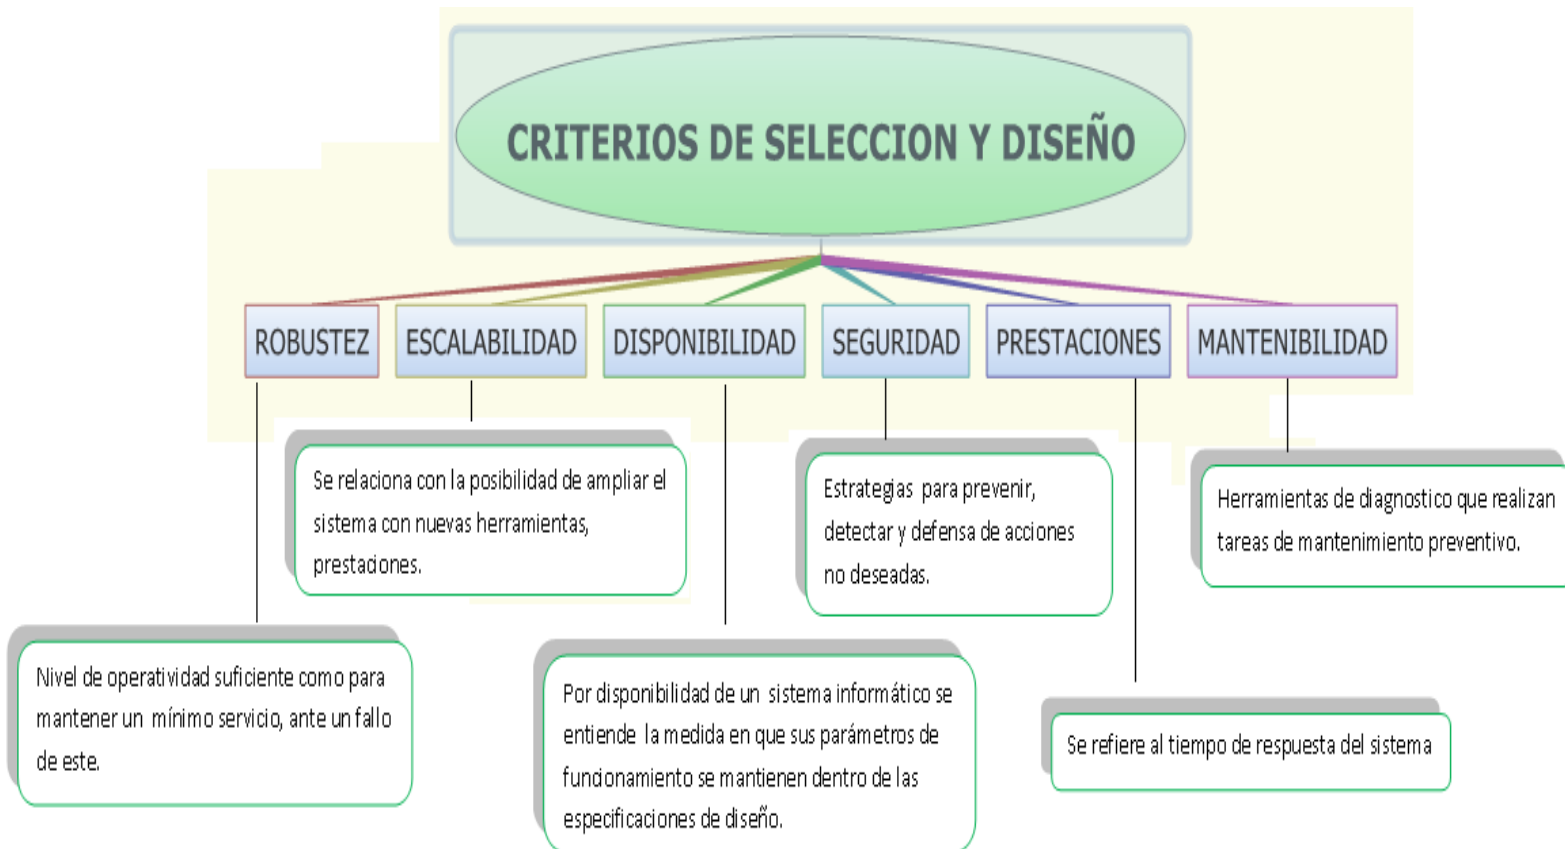 CRITERIOS DE SELECCION Y DISEÑO
ROBUSTEZ
ESCALABILIDAD
DISPONIBILIDAD
SEGURIDAD
PRESTACIONES
MANTENIBILIDAD
Se relaciona con la posibilidad de ampliar el
sistema con nuevas herramientas,
prestaciones.
Estrategias para prevenir,
detectar y defensa de acciones
no deseadas.
Herramientas de diagnostico que realizan
tareas de mantenimiento preventivo.
Nivel de operatividad suficiente como para
mantener un mínimo servicio, ante un fallo
de este.
Por disponibilidad de un sistema informático se
entiende la medida en que sus parámetros de
funcionamiento se mantienen dentro de las
especificaciones de diseño.
Se refiere al tiempo de respuesta del sistema